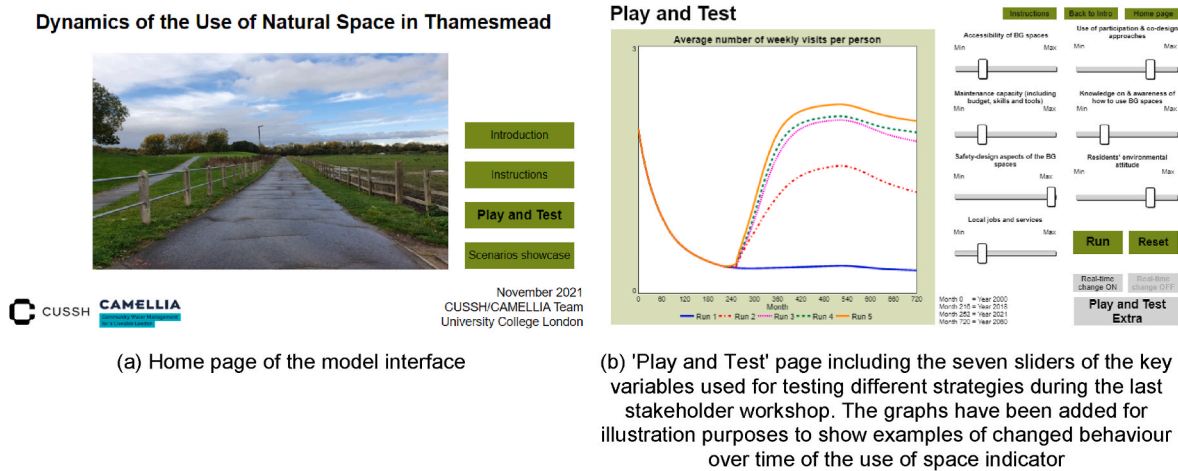 Dynamics of the Use of Natural Space in Thamesmead
Introduction
Instructions
Play and Test
Scenarios showcase
November 2021
CUSSH/CAMELLIA Team
University College London
CUSSH
CAMELLIA
Community Water Management
for a Liveable London
(a) Home page of the model interface
Play and Test
Instructions
Back to Intro
Home page
Average number of weekly visits per person
3
0
0 60 120 180 240 300 360 420 480 540 600 660 720
Month
Run 1 Run 2 Run 3 Run 4 Run 5
Accessibility of BG spaces
Min Max
Use of participation & co-design
approaches
Min Max
Maintenance capacity (including
budget, skills and tools)
Min Max
Knowledge on & awareness of
how to use BG spaces
Min Max
Safety-design aspects of the BG
spaces
Min Max
Residents' environmental
attitude
Min Max
Local jobs and services
Min Max
Run
Reset
Real-time
change ON
Real-time
change OFF
Play and Test
Extra
Month 0 = Year 2000
Month 216 = Year 2018
Month 252 = Year 2021
Month 720 = Year 2060
(b) 'Play and Test' page including the seven sliders of the key
variables used for testing different strategies during the last
stakeholder workshop. The graphs have been added for
illustration purposes to show examples of changed behaviour
over time of the use of space indicator